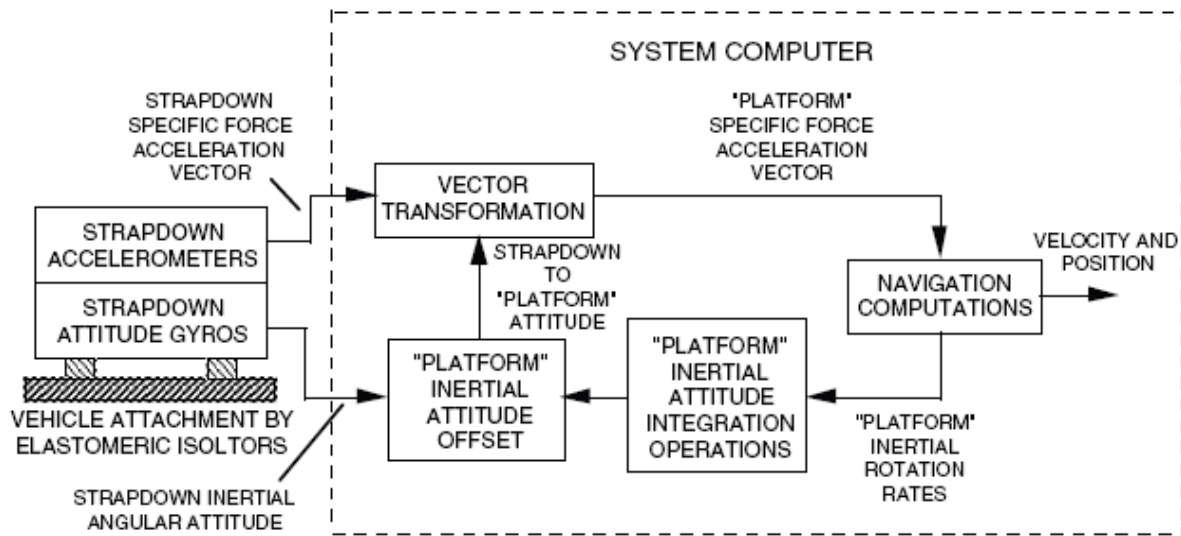 SYSTEM COMPUTER
STRAPDOWN
SPECIFIC FORCE
ACCELERATION
VECTOR
"PLATFORM"
SPECIFIC FORCE
ACCELERATION
VECTOR
VECTOR
TRANSFORMATION
STRAPDOWN
ACCELEROMETERS
STRAPDOWN
ATTITUDE GYROS
STRAPDOWN
TO
"PLATFORM"
ATTITUDE
VELOCITY AND
POSITION
NAVIGATION
COMPUTATIONS
"PLATFORM"
INERTIAL
ATTITUDE
OFFSET
"PLATFORM"
INERTIAL
ATTITUDE
INTEGRATION
OPERATIONS
"PLATFORM"
INERTIAL
ROTATION
RATES
VEHICLE ATTACHMENT BY
ELASTOMERIC ISOLTORS
STRAPDOWN INERTIAL
ANGULAR ATTITUDE